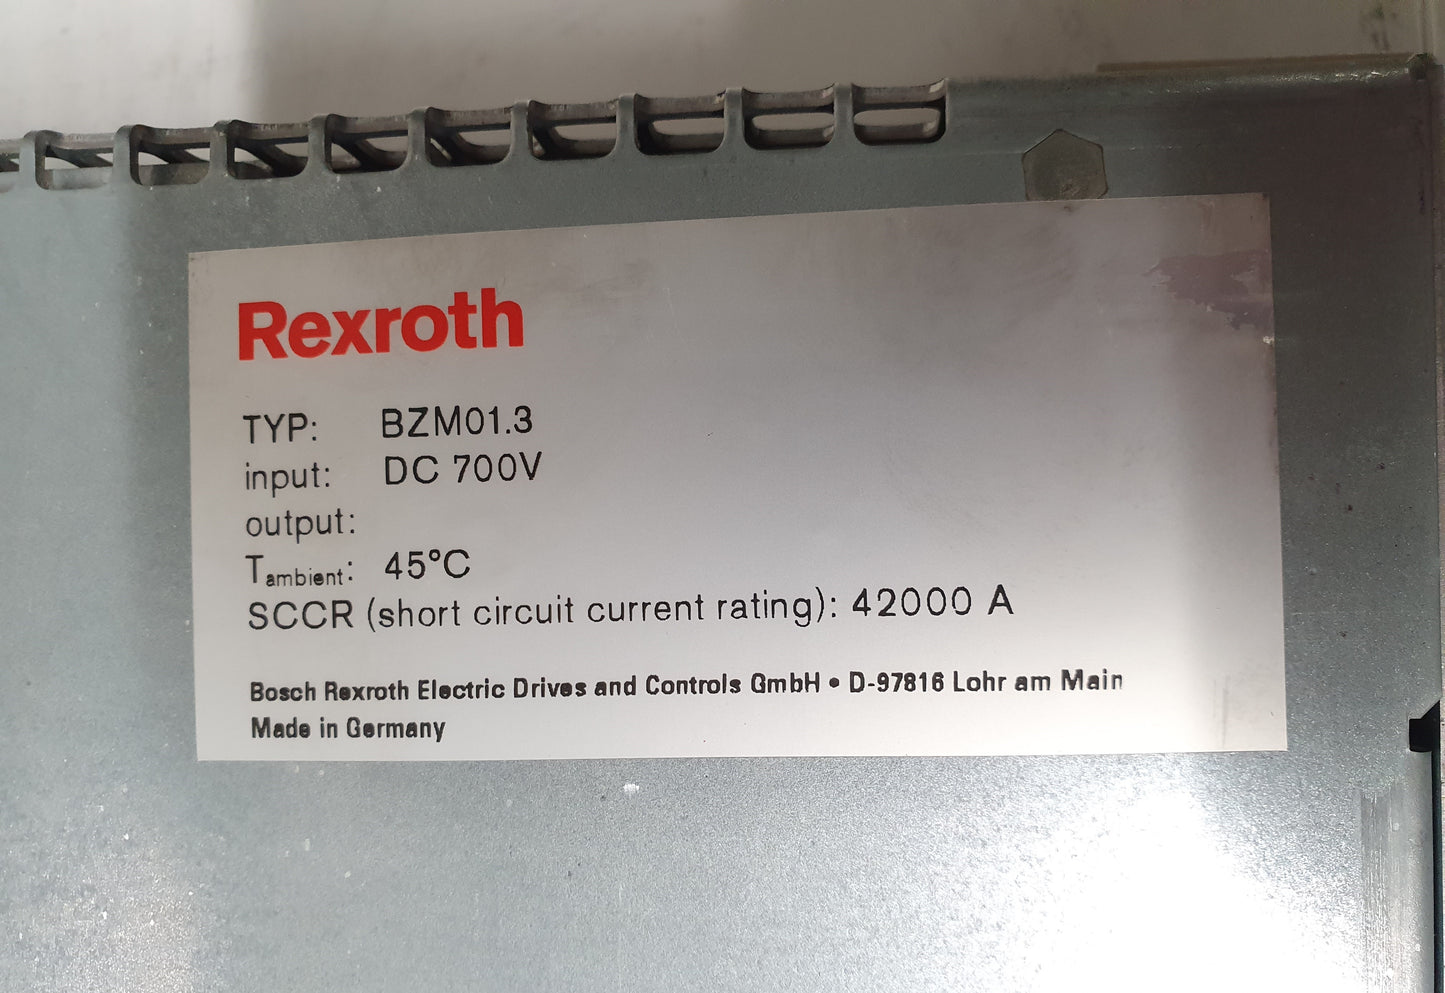 Rexroth
TYP: BZM01.3
input: DC 700V
output:
Tambient: 45°C
SCCR (short circuit current rating): 42000 A
Bosch Rexroth Electric Drives and Controls GmbH • D-97816 Lohr am Main
Made in Germany